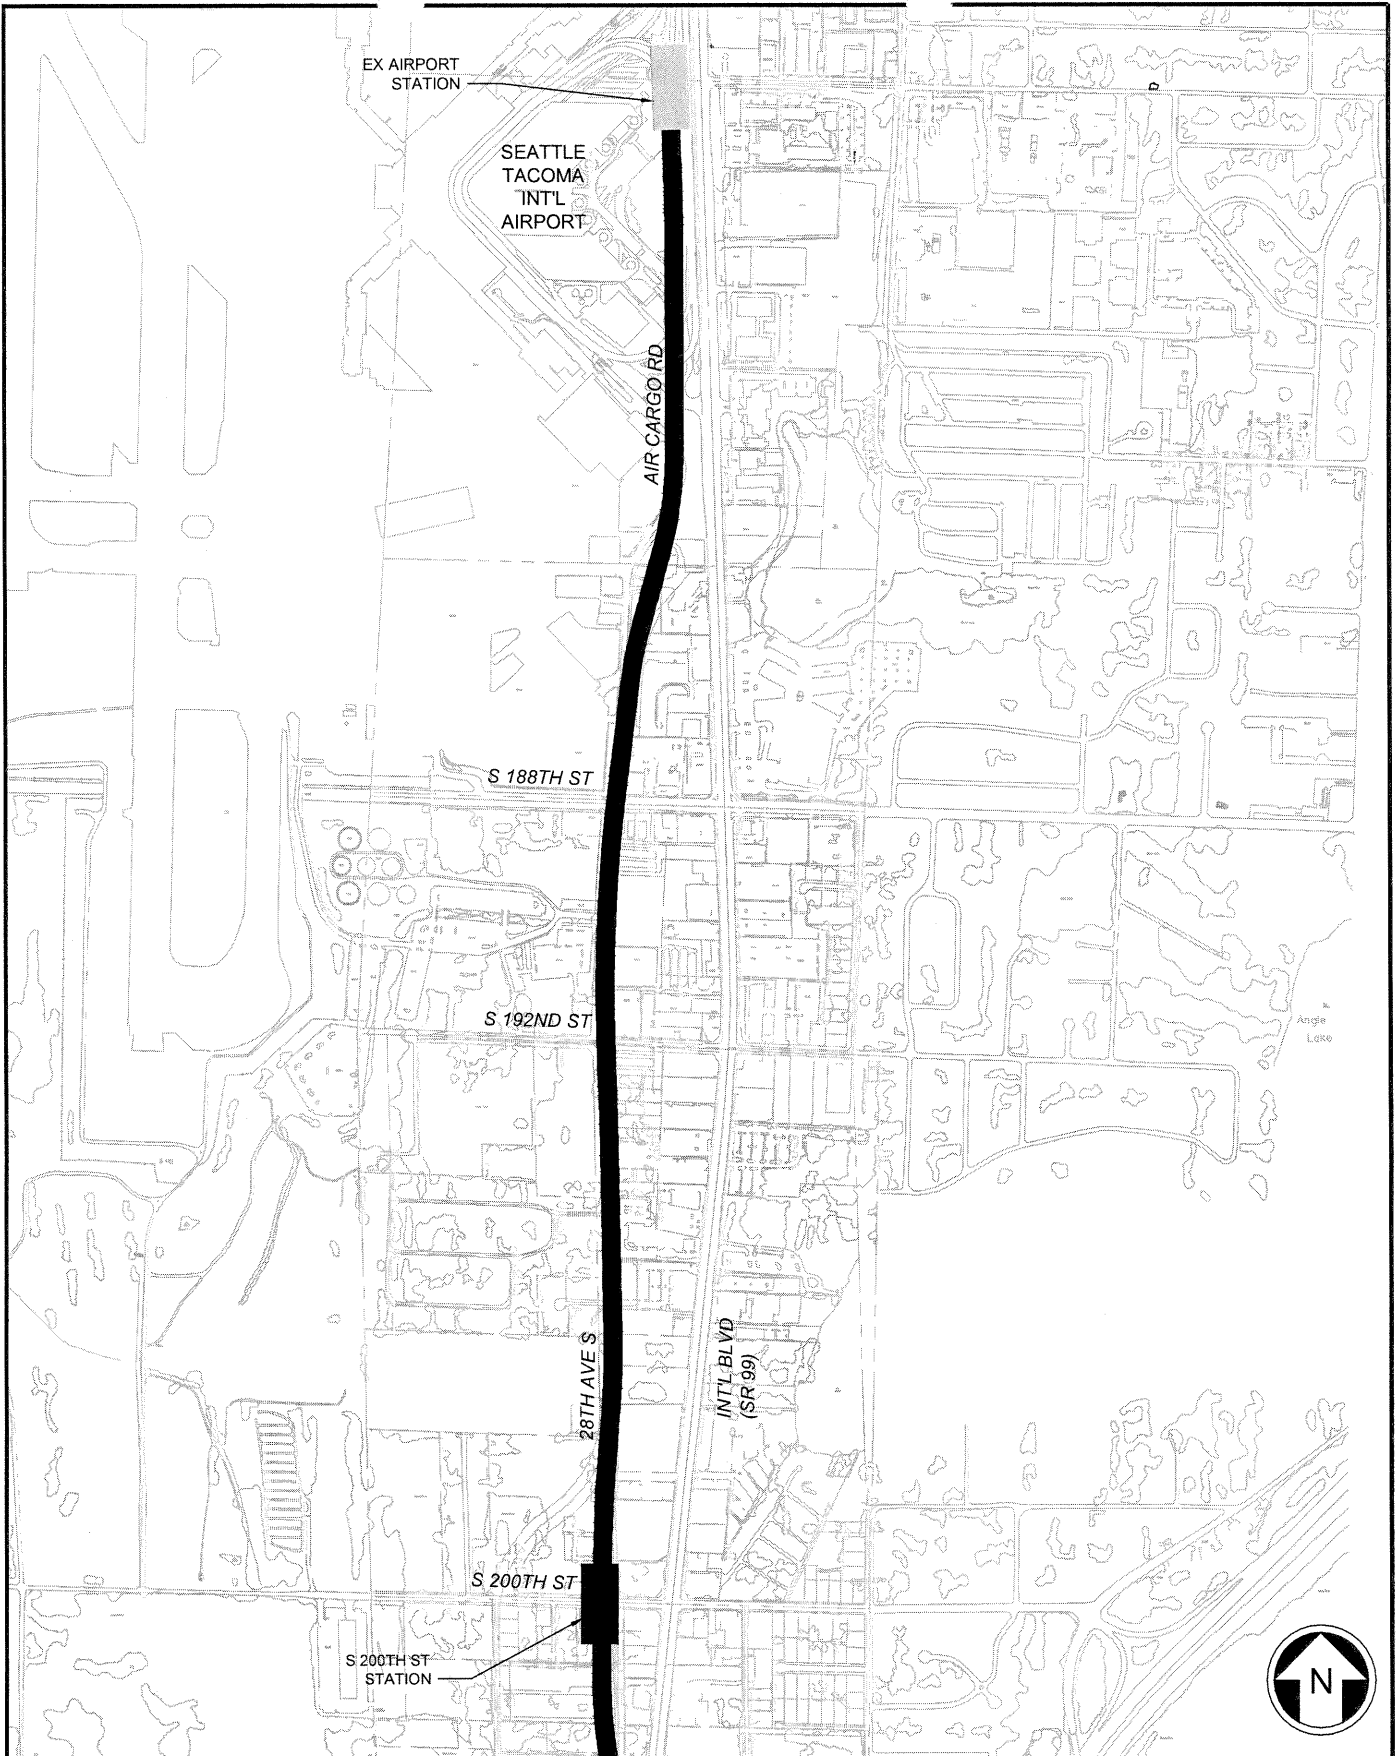 EX AIRPORT
STATION
SEATTLE
TACOMA
INT'L
AIRPORT
AIR CARGO RD
S 188TH ST
S 192ND ST
Angle
Lake
28TH AVE S
INT'L BLVD
(SR 99)
S 200TH ST
S 200TH ST
STATION
N